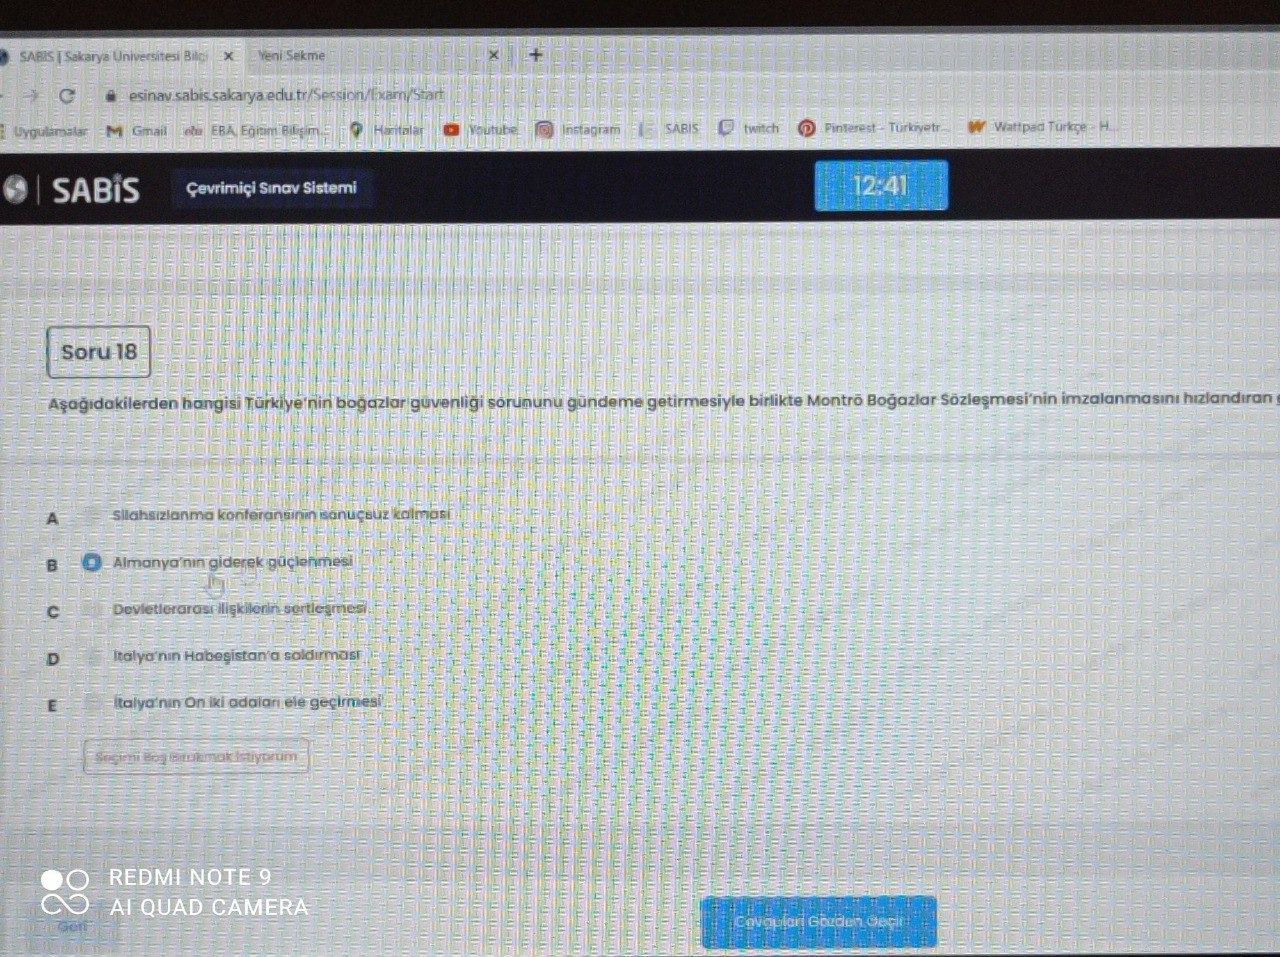 SABIS | Sakarya Üniversitesi Bilgi
Yeni Sekme
esinav.sabis.sakarya.edu.tr/Session/Exam/Start
Uygulamalar Gmail eba EBA, Eğitim Bilişim... Haritalar Youtube Instagram SABIS twitch Pinterest - Türkiyetr... Wattpad Türkçe - H...
SABİS Çevrimiçi Sınav Sistemi 12:41
Soru 18
Aşağıdakilerden hangisi Türkiye'nin boğazlar güvenliği sorununu gündeme getirmesiyle birlikte Montrö Boğazlar Sözleşmesi'nin imzalanmasını hızlandıran
A Silahsızlanma konferansının sonuçsuz kalması
B Almanya'nın giderek güçlenmesi
C Devletlerarası ilişkilerin sertleşmesi
D İtalya'nın Habeşistan'a saldırması
E İtalya'nın On iki adaları ele geçirmesi
Seçimi Boş Bırakmak İstiyorum
REDMI NOTE 9
AI QUAD CAMERA
Geri
Cevapları Gözden Geçir